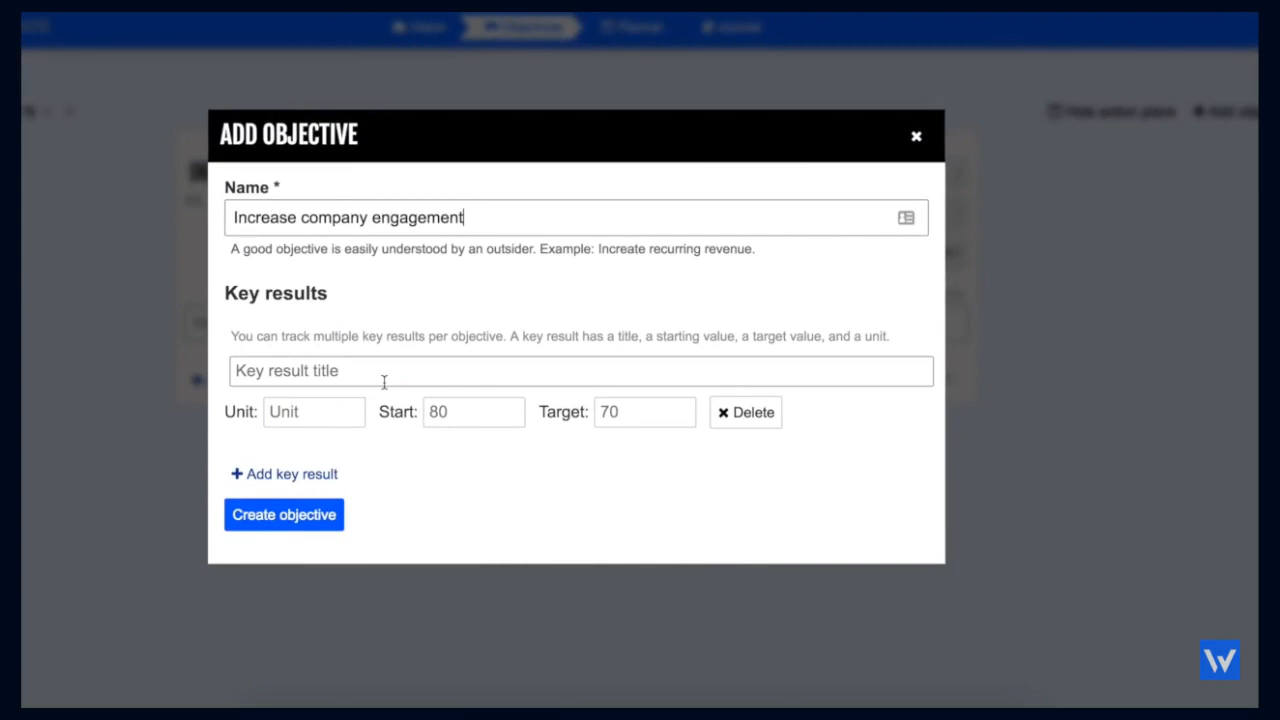 ADD OBJECTIVE
Name *
Increase company engagement
A good objective is easily understood by an outsider. Example: Increate recurring revenue.
Key results
You can track multiple key results per objective. A key result has a title, a starting value, a target value, and a unit.
Key result title
Unit: Unit Start: 80 Target: 70 Delete
Add key result
Create objective